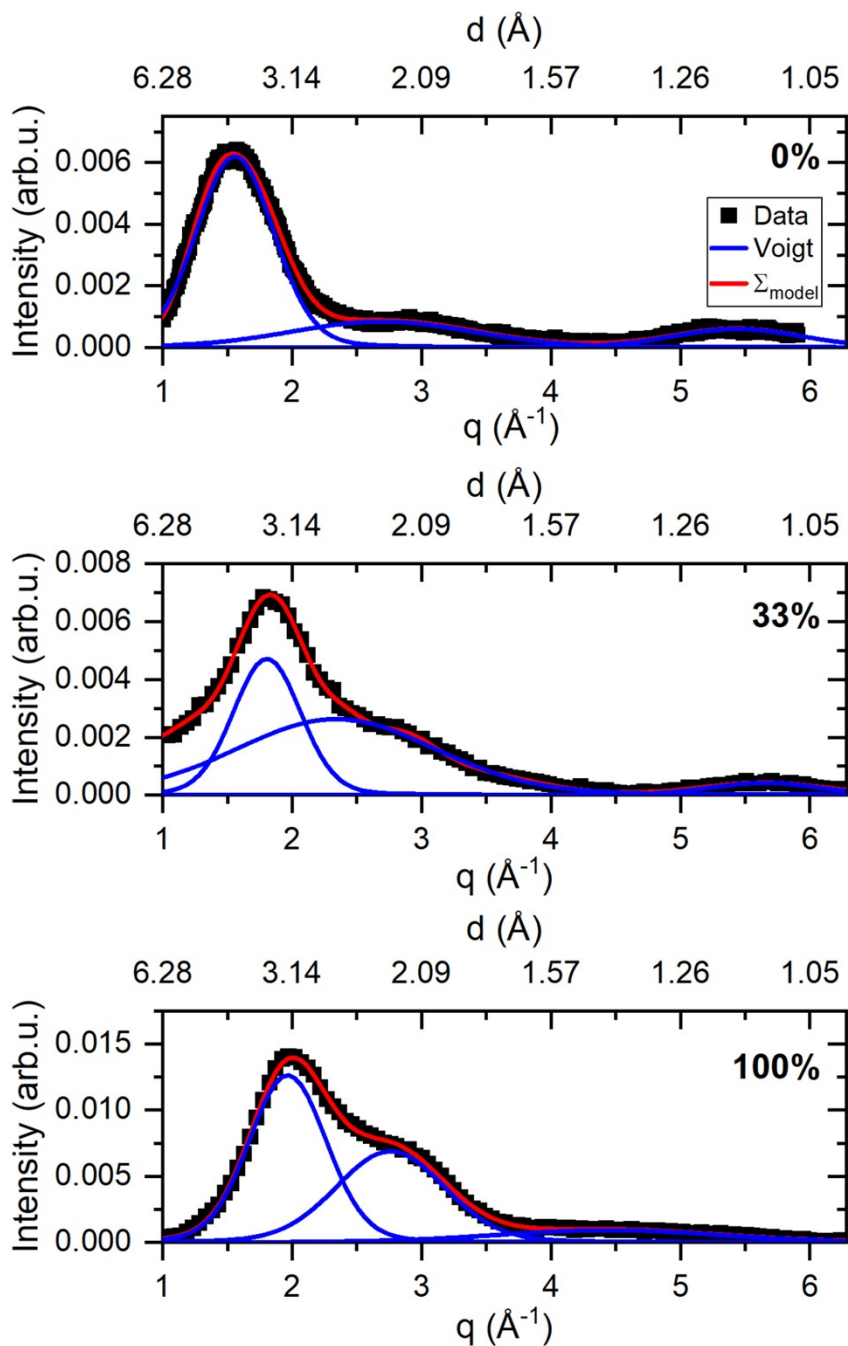 d (Å)
6.28 3.14 2.09 1.57 1.26 1.05
0%
Data
Voigt
Σmodel
Intensity (arb.u.)
0.006
0.004
0.002
0.000
1 2 3 4 5 6
q (Å-1)
d (Å)
6.28 3.14 2.09 1.57 1.26 1.05
33%
Intensity (arb.u.)
0.008
0.006
0.004
0.002
0.000
1 2 3 4 5 6
q (Å-1)
d (Å)
6.28 3.14 2.09 1.57 1.26 1.05
100%
Intensity (arb.u.)
0.015
0.010
0.005
0.000
1 2 3 4 5 6
q (Å-1)